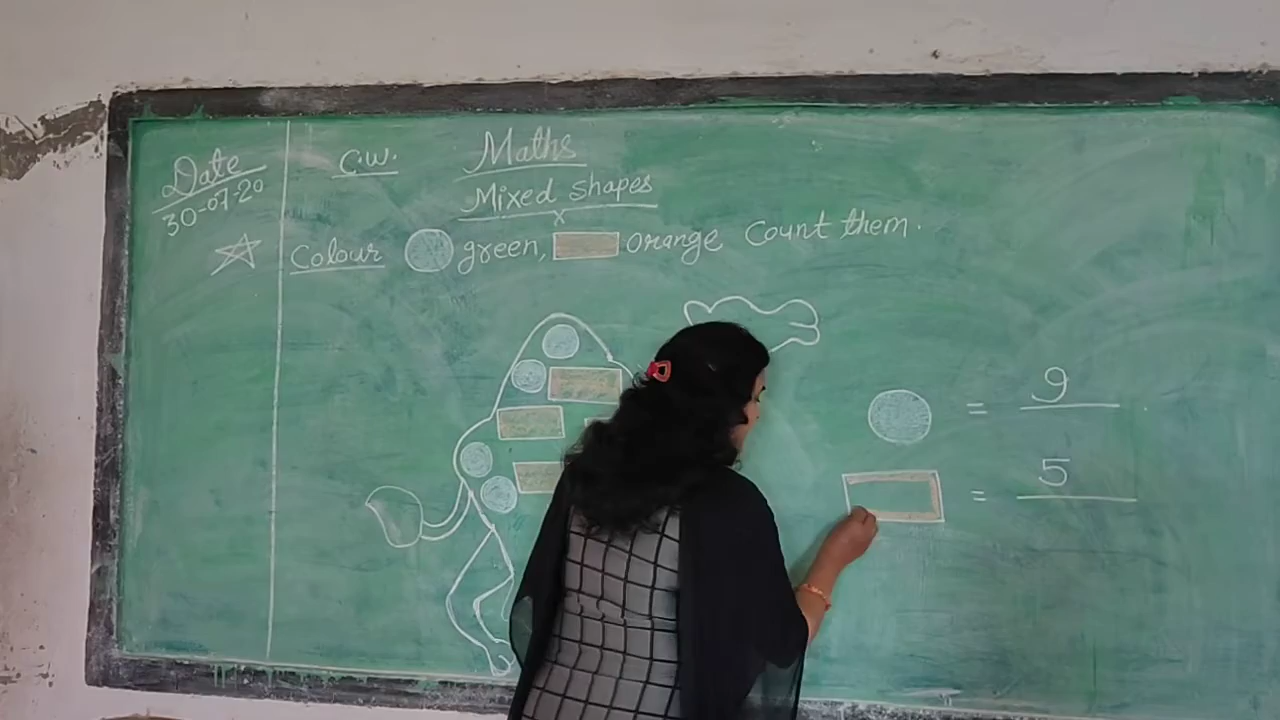 Date
30-07-20
C.W.
Maths
Mixed shapes
x
Colour green, orange Count them.
= 9
= 5